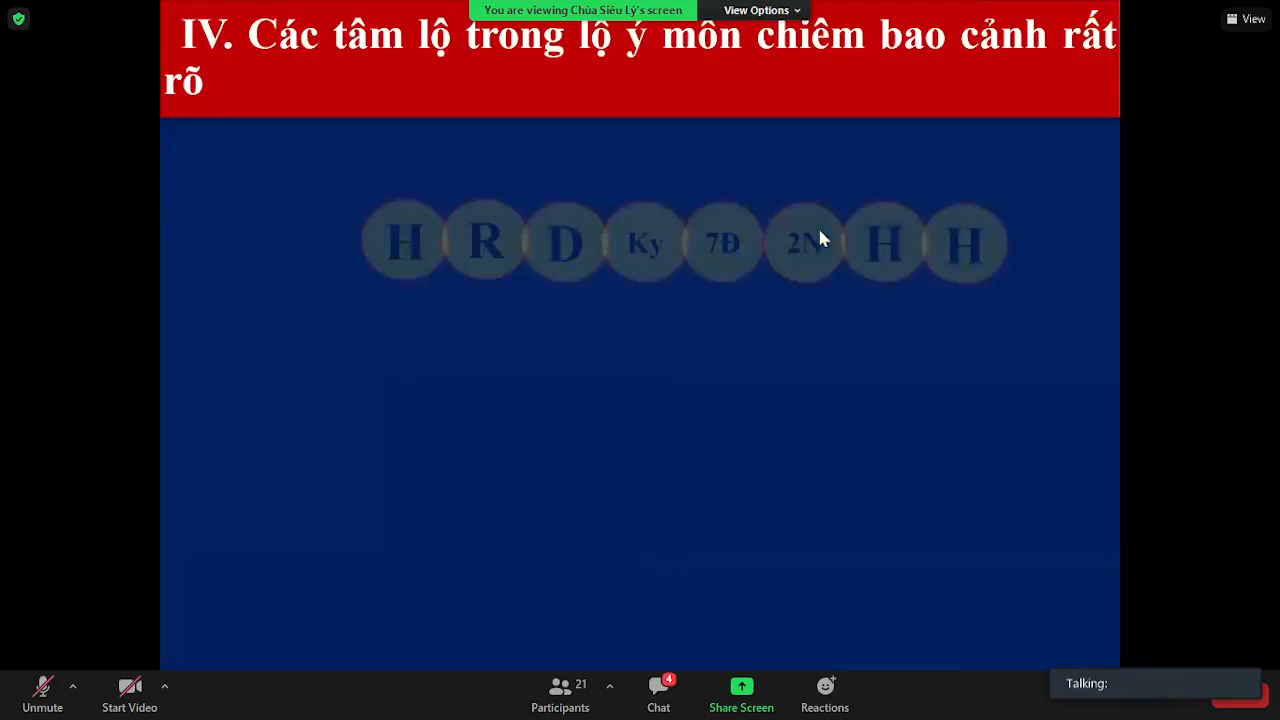 You are viewing Chùa Siêu Lý's screen
View Options
View
IV. Các tâm lộ trong lộ ý môn chiêm bao cảnh rất
rõ
H R D Ky 7Đ 2N H H
Unmute
Start Video
21
Participants
4
Chat
Share Screen
Reactions
Talking: